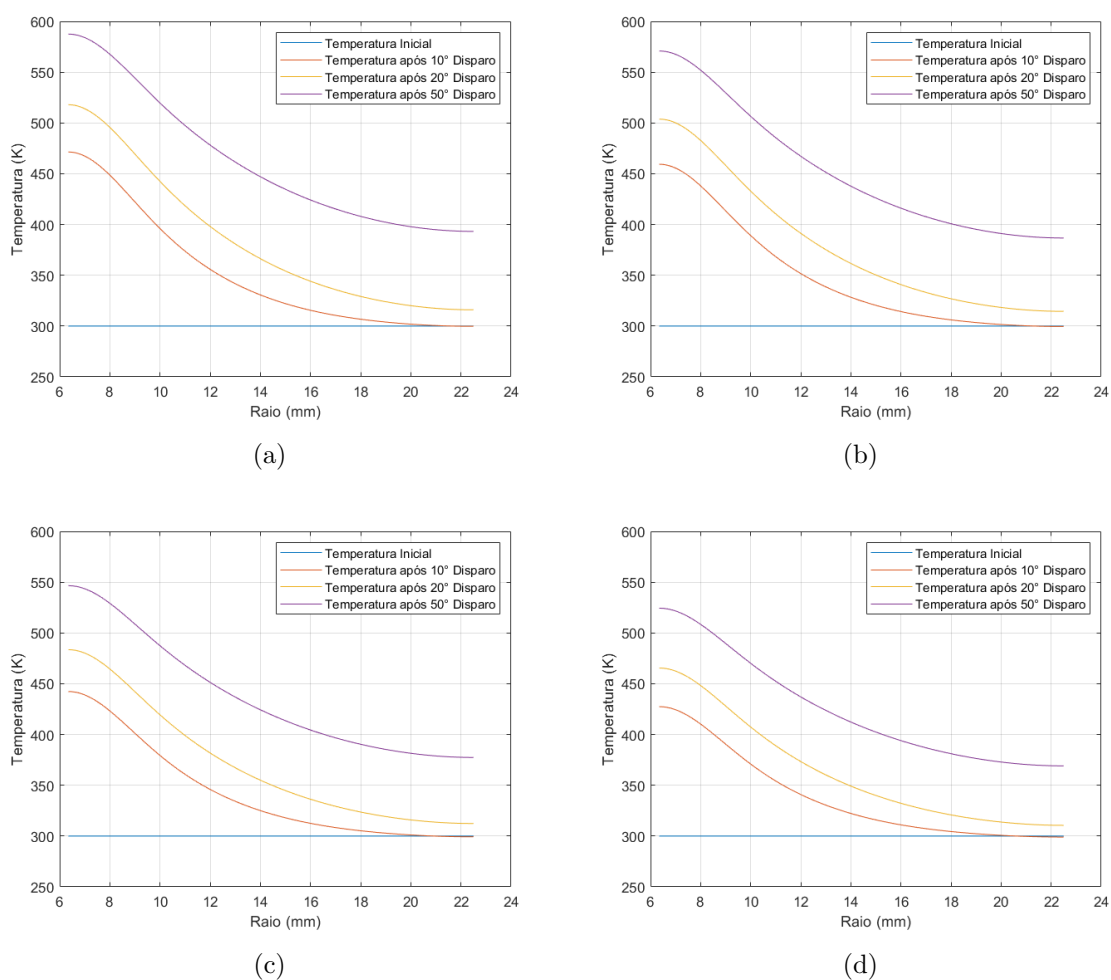 600
550
500
450
400
350
300
250
Temperatura (K)
Temperatura Inicial
Temperatura após 10° Disparo
Temperatura após 20° Disparo
Temperatura após 50° Disparo
6 8 10 12 14 16 18 20 22 24
Raio (mm)
(a)
600
550
500
450
400
350
300
250
Temperatura (K)
Temperatura Inicial
Temperatura após 10° Disparo
Temperatura após 20° Disparo
Temperatura após 50° Disparo
6 8 10 12 14 16 18 20 22 24
Raio (mm)
(b)
600
550
500
450
400
350
300
250
Temperatura (K)
Temperatura Inicial
Temperatura após 10° Disparo
Temperatura após 20° Disparo
Temperatura após 50° Disparo
6 8 10 12 14 16 18 20 22 24
Raio (mm)
(c)
600
550
500
450
400
350
300
250
Temperatura (K)
Temperatura Inicial
Temperatura após 10° Disparo
Temperatura após 20° Disparo
Temperatura após 50° Disparo
6 8 10 12 14 16 18 20 22 24
Raio (mm)
(d)